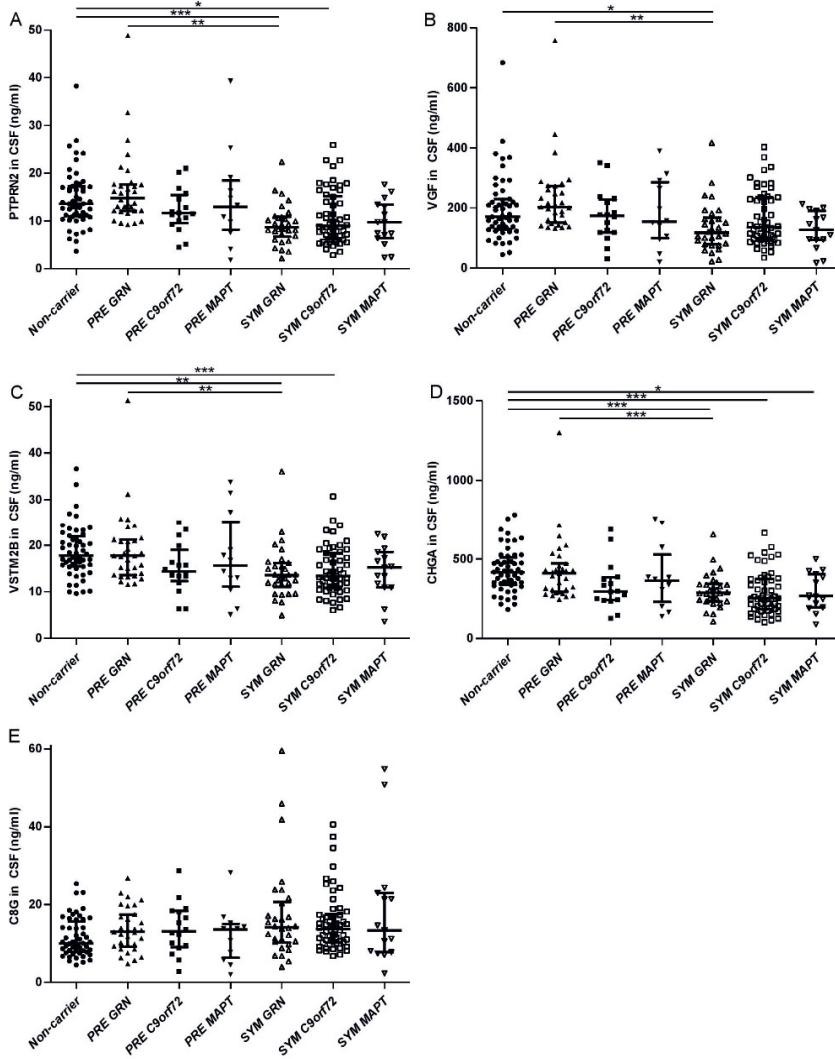 A
PTPRN2 in CSF (ng/ml)
50
40
30
20
10
0
*
***
**
Non-carrier
PRE GRN
PRE C9orf72
PRE MAPT
SYM GRN
SYM C9orf72
SYM MAPT
B
VGF in CSF (ng/ml)
800
600
400
200
0
*
**
Non-carrier
PRE GRN
PRE C9orf72
PRE MAPT
SYM GRN
SYM C9orf72
SYM MAPT
C
VSTM2B in CSF (ng/ml)
50
40
30
20
10
0
***
**
**
Non-carrier
PRE GRN
PRE C9orf72
PRE MAPT
SYM GRN
SYM C9orf72
SYM MAPT
D
CHGA in CSF (ng/ml)
1500
1000
500
0
*
***
***
***
Non-carrier
PRE GRN
PRE C9orf72
PRE MAPT
SYM GRN
SYM C9orf72
SYM MAPT
E
C8G in CSF (ng/ml)
60
40
20
0
Non-carrier
PRE GRN
PRE C9orf72
PRE MAPT
SYM GRN
SYM C9orf72
SYM MAPT